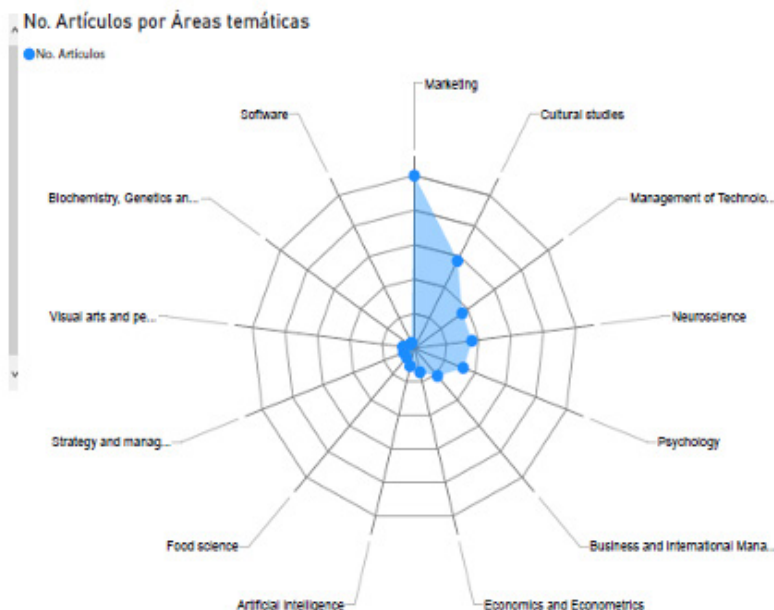 No. Artículos por Áreas temáticas
No. Artículos
Marketing
Software
Cultural studies
Biochemistry, Genetics an...
Management of Technolo...
Visual arts and pe...
Neuroscience
Strategy and manag...
Psychology
Food science
Business and International Mana...
Artificial Intelligence
Economics and Econometrics